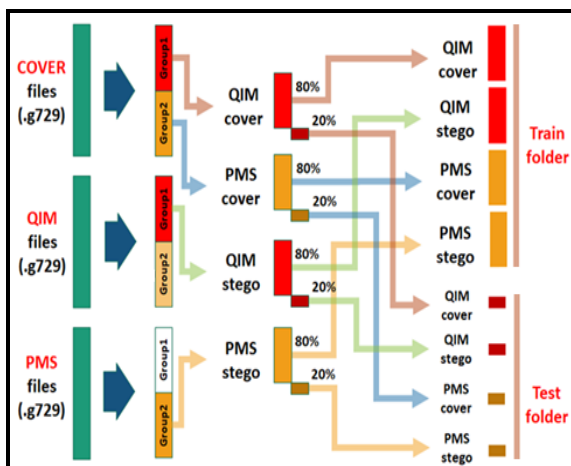 COVER
files
(.g729)
Group1
Group2
QIM
files
(.g729)
Group1
Group2
PMS
files
(.g729)
Group1
Group2
QIM
cover
80%
20%
PMS
cover
80%
20%
QIM
stego
80%
20%
PMS
stego
80%
20%
QIM
cover
QIM
stego
PMS
cover
PMS
stego
Train
folder
QIM
cover
QIM
stego
PMS
cover
PMS
stego
Test
folder